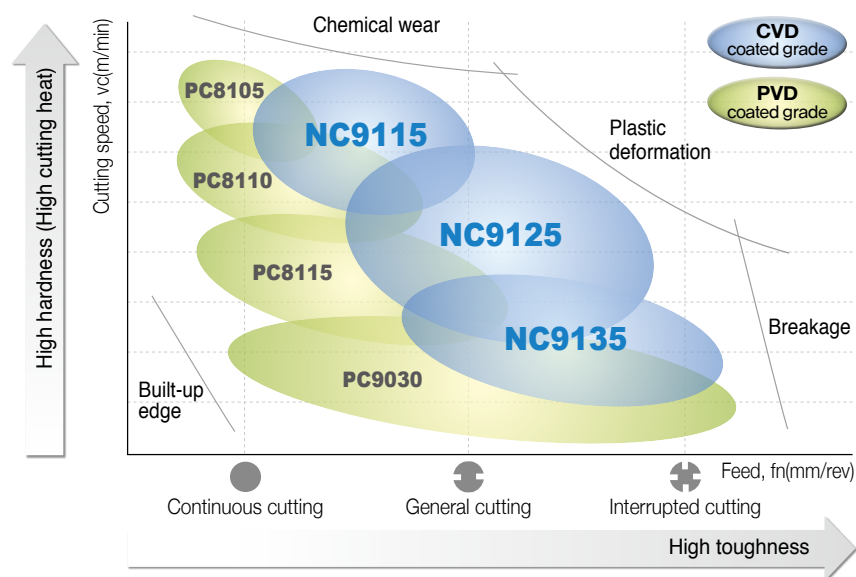 Chemical wear
CVD
coated grade
PVD
coated grade
High hardness (High cutting heat)
Cutting speed, vc(m/min)
PC8105
NC9115
Plastic
deformation
PC8110
NC9125
PC8115
NC9135
Breakage
PC9030
Built-up
edge
Feed, fn(mm/rev)
Continuous cutting
General cutting
Interrupted cutting
High toughness